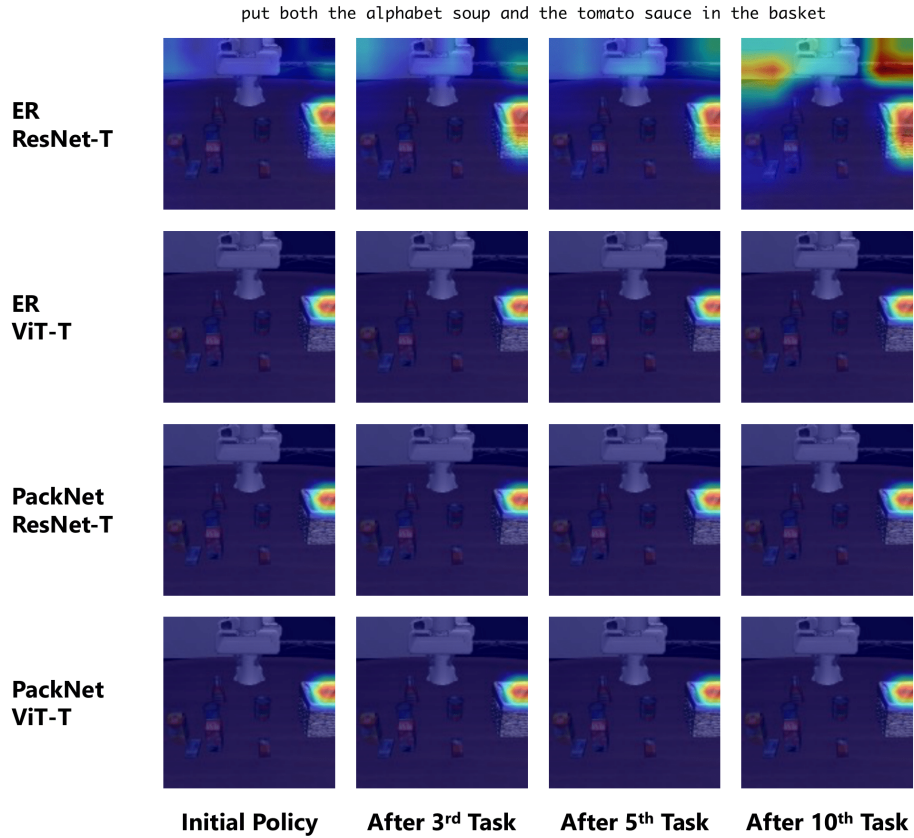 put both the alphabet soup and the tomato sauce in the basket
ER
ResNet-T
ER
ViT-T
PackNet
ResNet-T
PackNet
ViT-T
Initial Policy After 3rd Task After 5th Task After 10th Task